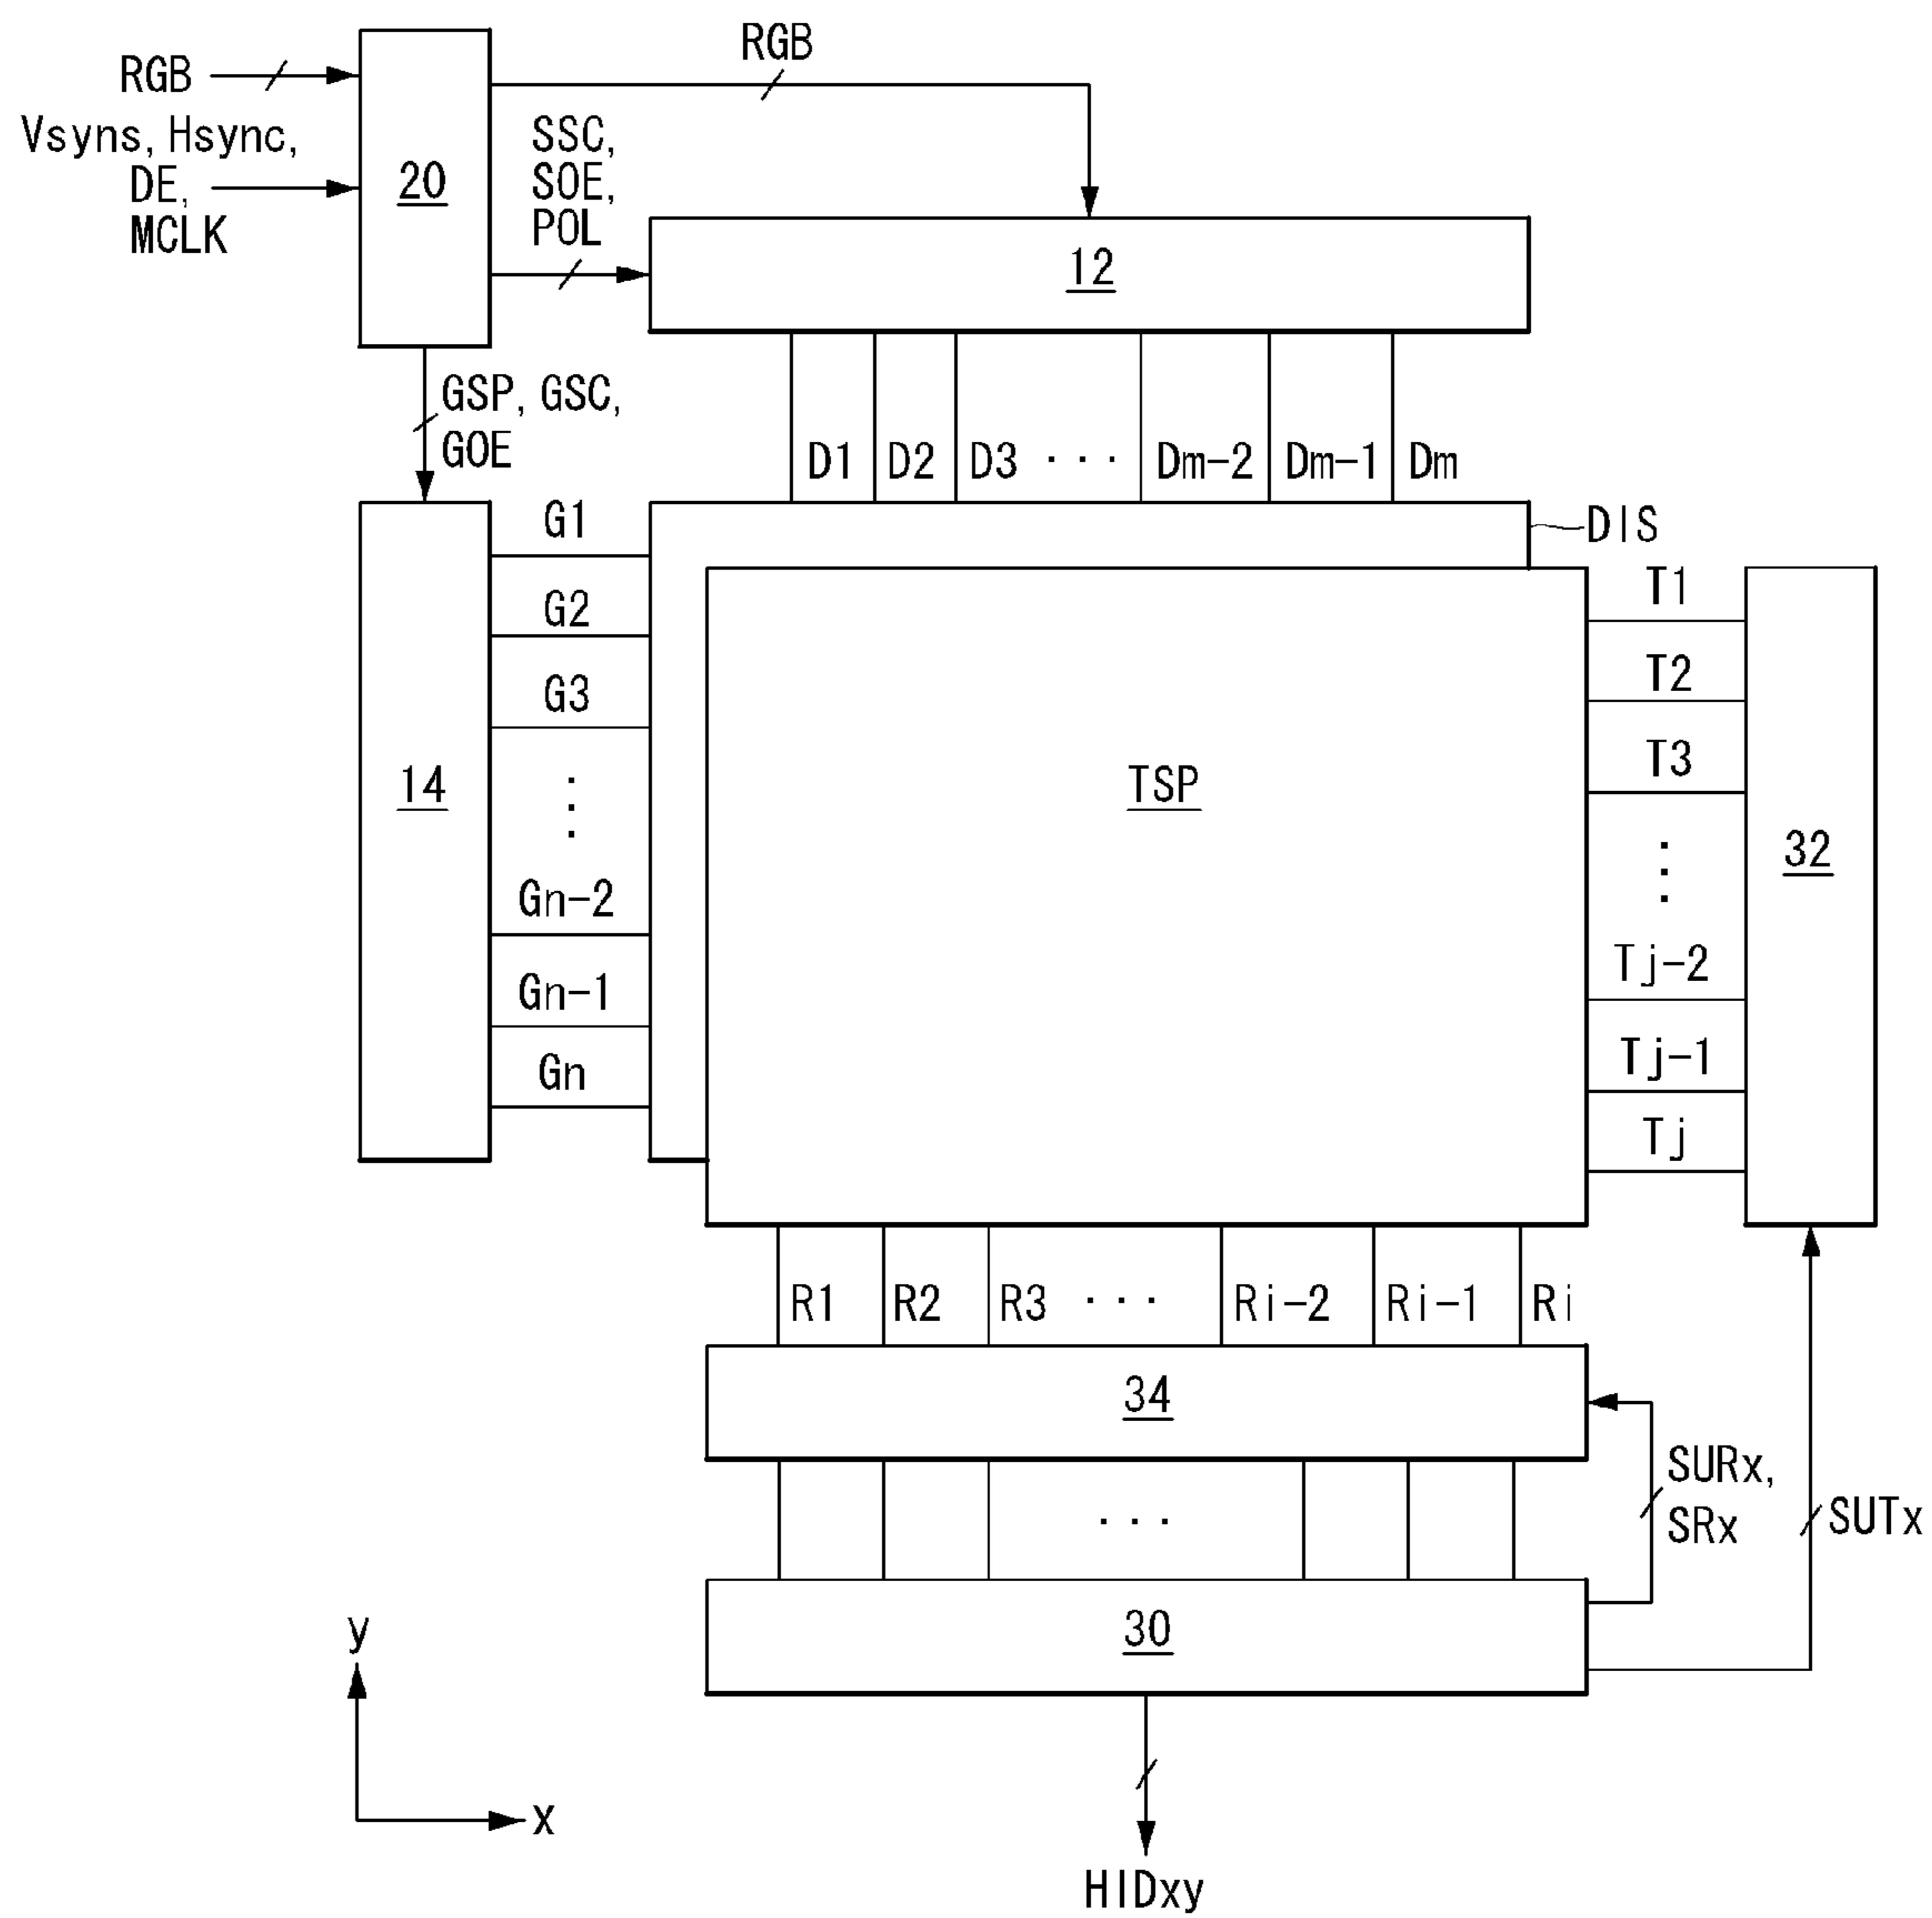 RGB
RGB
Vsyns, Hsync,
DE,
MCLK
20
SSC,
SOE,
POL
12
GSP, GSC,
GOE
D1 D2 D3 ··· Dm-2 Dm-1 Dm
DIS
G1
G2
G3
⋮
Gn-2
Gn-1
Gn
14
TSP
T1
T2
T3
⋮
Tj-2
Tj-1
Tj
32
R1 R2 R3 ··· Ri-2 Ri-1 Ri
34
SURx,
SRx
SUTx
···
30
y
x
HIDxy